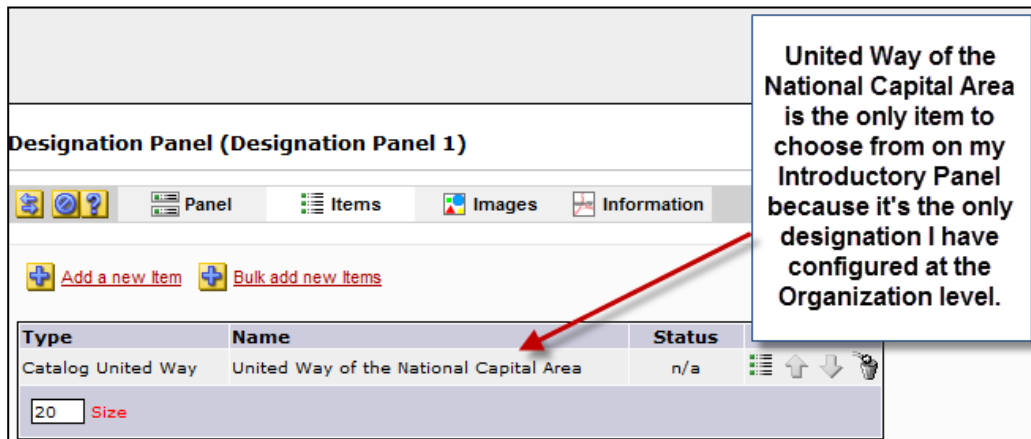 United Way of the
National Capital Area
is the only item to
choose from on my
Introductory Panel
because it's the only
designation I have
configured at the
Organization level.
Designation Panel (Designation Panel 1)
Panel Items Images Information
Add a new Item Bulk add new Items
Type Name Status
Catalog United Way United Way of the National Capital Area n/a
20 Size